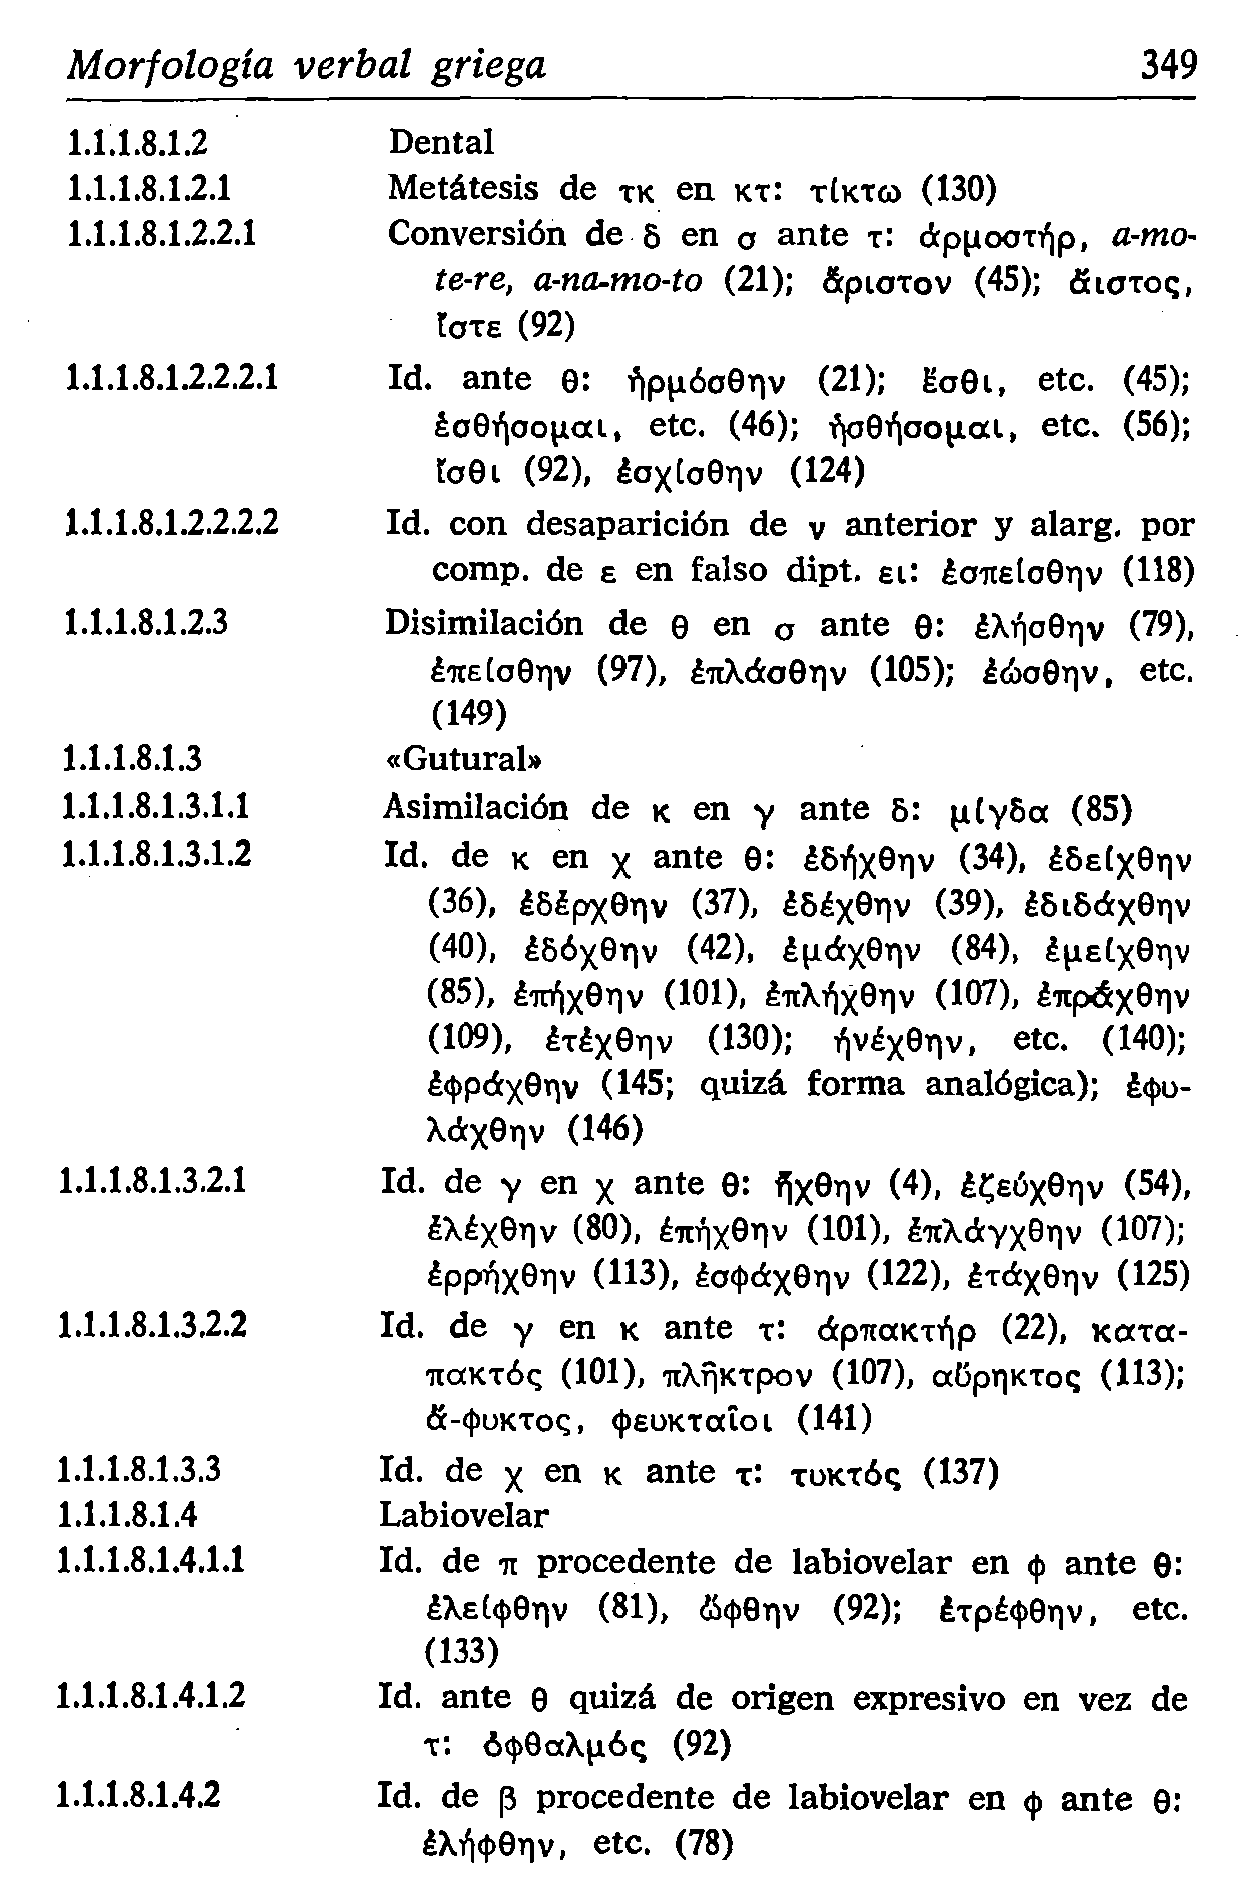 Morfología verbal griega 349
1.1.1.8.1.2 Dental
1.1.1.8.1.2.1 Metátesis de τκ en κτ: τίκτω (130)
1.1.1.8.1.2.2.1 Conversión de δ en σ ante τ: ἁρμοστήρ, a-mo-
te-re, a-na-mo-to (21); ἄριστον (45); ἄιστος,
ἴστε (92)
1.1.1.8.1.2.2.2.1 Id. ante θ: ἡρμόσθην (21); ἔσθι, etc. (45);
ἐσθήσομαι, etc. (46); ἡσθήσομαι, etc. (56);
ἴσθι (92), ἐσχίσθην (124)
1.1.1.8.1.2.2.2.2 Id. con desaparición de ν anterior y alarg. por
comp. de ε en falso dipt. ει: ἐσπείσθην (118)
1.1.1.8.1.2.3 Disimilación de θ en σ ante θ: ἐλήσθην (79),
ἐπείσθην (97), ἐπλάσθην (105); ἐώσθην, etc.
(149)
1.1.1.8.1.3 «Gutural»
1.1.1.8.1.3.1.1 Asimilación de κ en γ ante δ: μίγδα (85)
1.1.1.8.1.3.1.2 Id. de κ en χ ante θ: ἐδήχθην (34), ἐδείχθην
(36), ἐδέρχθην (37), ἐδέχθην (39), ἐδιδάχθην
(40), ἐδόχθην (42), ἐμάχθην (84), ἐμείχθην
(85), ἐπήχθην (101), ἐπλήχθην (107), ἐπρᾴχθην
(109), ἐτέχθην (130); ἠνέχθην, etc. (140);
ἐφράχθην (145; quizá forma analógica); ἐφυ-
λάχθην (146)
1.1.1.8.1.3.2.1 Id. de γ en χ ante θ: ἤχθην (4), ἐζεύχθην (54),
ἐλέχθην (80), ἐπήχθην (101), ἐπλάγχθην (107);
ἐρρήχθην (113), ἐσφάχθην (122), ἐτάχθην (125)
1.1.1.8.1.3.2.2 Id. de γ en κ ante τ: ἁρπακτήρ (22), κατα-
πακτός (101), πλῆκτρον (107), αὔρηκτος (113);
ἄ-φυκτος, φευκταῖοι (141)
1.1.1.8.1.3.3 Id. de χ en κ ante τ: τυκτός (137)
1.1.1.8.1.4 Labiovelar
1.1.1.8.1.4.1.1 Id. de π procedente de labiovelar en φ ante θ:
ἐλείφθην (81), ὤφθην (92); ἐτρέφθην, etc.
(133)
1.1.1.8.1.4.1.2 Id. ante θ quizá de origen expresivo en vez de
τ: ὀφθαλμός (92)
1.1.1.8.1.4.2 Id. de β procedente de labiovelar en φ ante θ:
ἐλήφθην, etc. (78)